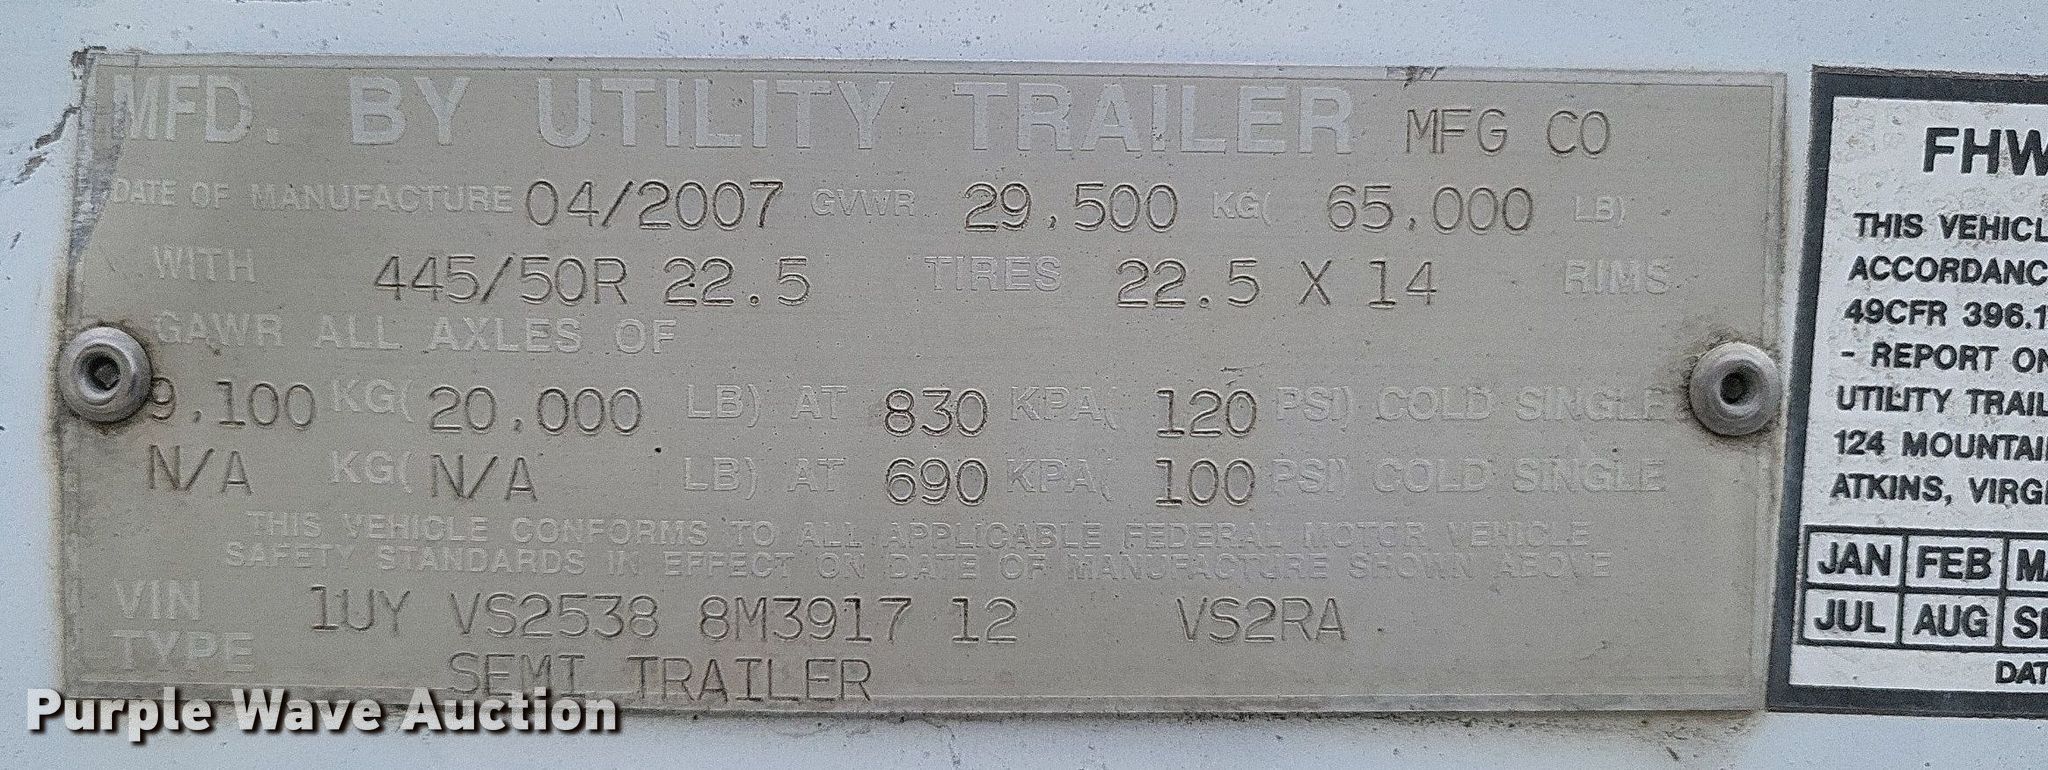 MFD. BY UTILITY TRAILER MFG CO
DATE OF MANUFACTURE 04/2007 GVWR 29,500 KG( 65,000 LB)
WITH 445/50R 22.5 TIRES 22.5 X 14 RIMS
GAWR ALL AXLES OF
9,100 KG( 20,000 LB) AT 830 KPA( 120 PSI) COLD SINGLE
N/A KG( N/A LB) AT 690 KPA( 100 PSI) COLD SINGLE
THIS VEHICLE CONFORMS TO ALL APPLICABLE FEDERAL MOTOR VEHICLE
SAFETY STANDARDS IN EFFECT ON DATE OF MANUFACTURE SHOWN ABOVE
VIN 1UY VS2538 8M3917 12 VS2RA
TYPE SEMI TRAILER
FHW
THIS VEHICL
ACCORDANC
49CFR 396.1
- REPORT ON
UTILITY TRAIL
124 MOUNTAI
ATKINS, VIRGI
JAN FEB MA
JUL AUG SE
DAT
Purple Wave Auction